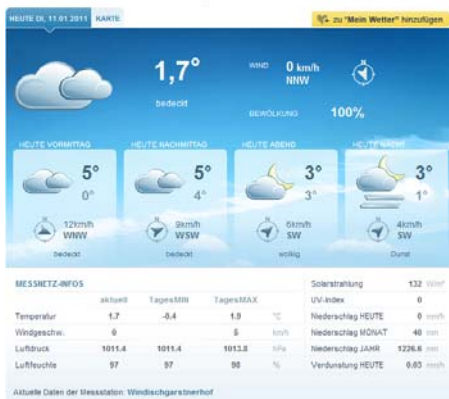 HEUTE DI, 11.01.2011 KARTE zu "Mein Wetter" hinzufügen
1,7°
bedeckt
WIND 0 km/h
NNW
N
BEWÖLKUNG 100%
HEUTE VORMITTAG HEUTE NACHMITTAG HEUTE ABEND HEUTE NACHT
5° 5° 3° 3°
0° 4° 3° 1°
N 12km/h N 9km/h N 6km/h N 4km/h
WNW WSW SW SW
bedeckt bedeckt wolkig Dunst
MESSNETZ-INFOS
aktuell TagesMIN TagesMAX
Temperatur 1.7 -0.4 1.9 °C
Windgeschw. 0 5 km/h
Luftdruck 1011.4 1011.4 1013.8 hPa
Luftfeuchte 97 97 98 %
Solarstrahlung 132 W/m²
UV-Index 0
Niederschlag HEUTE 0 mm/h
Niederschlag MONAT 40 mm
Niederschlag JAHR 1226.6 mm
Verdunstung HEUTE 0.03 mm/h
Aktuelle Daten der Messstation: Windischgarstnerhof